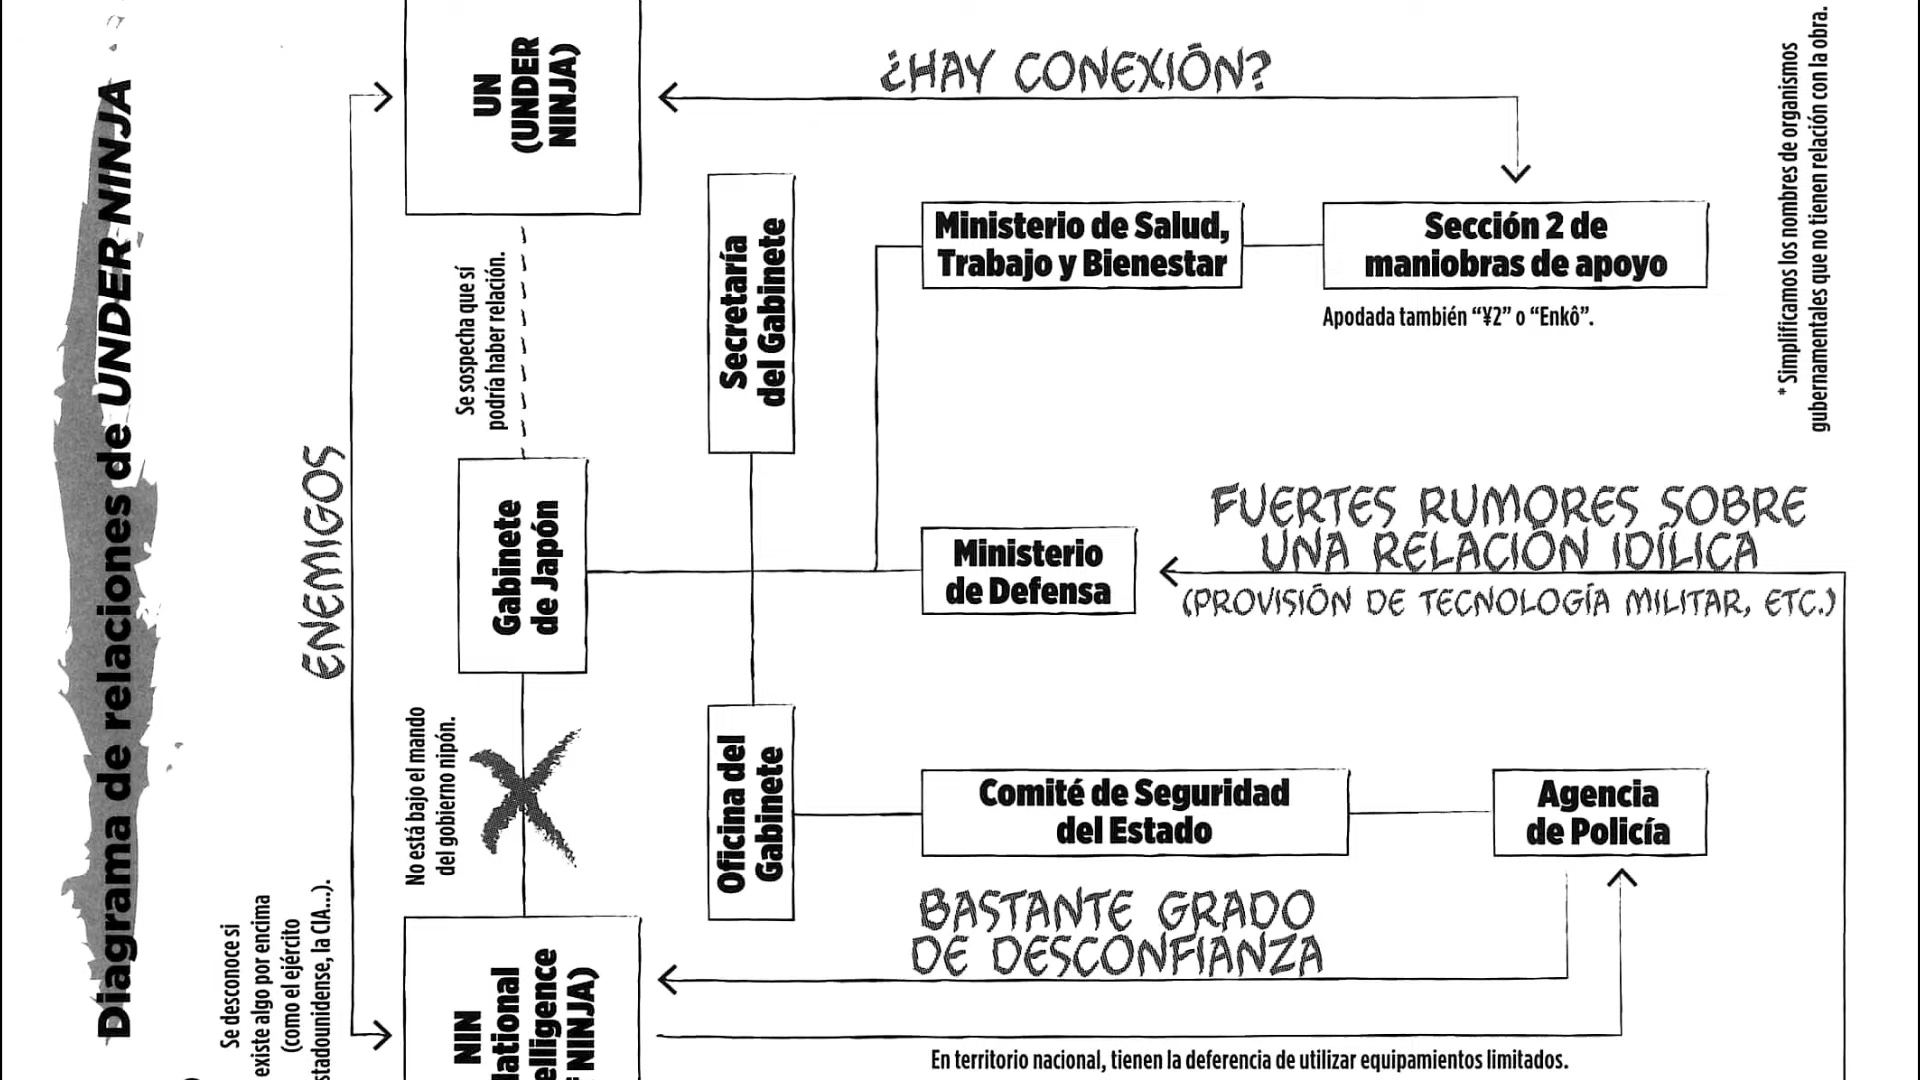 Diagrama de relaciones de UNDER NINJA
UN
(UNDER
NINJA)
¿HAY CONEXIÓN?
* Simplificamos los nombres de organismos
gubernamentales que no tienen relación con la obra.
Secretaría
del Gabinete
Ministerio de Salud,
Trabajo y Bienestar
Sección 2 de
maniobras de apoyo
Apodada también “¥2” o “Enkô”.
Se sospecha que sí
podría haber relación.
ENEMIGOS
Gabinete
de Japón
Ministerio
de Defensa
FUERTES RUMORES SOBRE
UNA RELACIÓN IDÍLICA
(PROVISIÓN DE TECNOLOGÍA MILITAR, ETC.)
No está bajo el mando
del gobierno nipón.
Oficina del
Gabinete
Comité de Seguridad
del Estado
Agencia
de Policía
BASTANTE GRADO
DE DESCONFIANZA
Se desconoce si
existe algo por encima
(como el ejército
stadounidense, la CIA...).
NIN
lational
elligence
NINJA)
En territorio nacional, tienen la deferencia de utilizar equipamientos limitados.